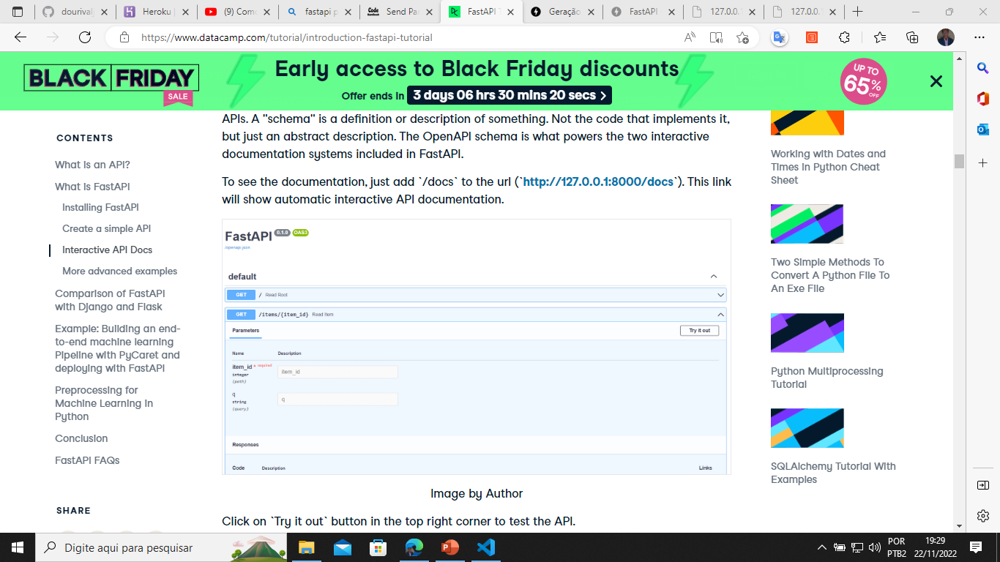 dourival
Heroku
(9) Como
fastapi p
Code Handbook
Send Pa
DC
FastAPI T
Geração
FastAPI
127.0.0.1
127.0.0.1
https://www.datacamp.com/tutorial/introduction-fastapi-tutorial
BLACK FRIDAY
SALE
Early access to Black Friday discounts
Offer ends in 3 days 06 hrs 30 mins 20 secs
UP TO
65%
OFF
CONTENTS
What is an API?
What is FastAPI
Installing FastAPI
Create a simple API
Interactive API Docs
More advanced examples
Comparison of FastAPI
with Django and Flask
Example: Building an end-
to-end machine learning
Pipeline with PyCaret and
deploying with FastAPI
Preprocessing for
Machine Learning in
Python
Conclusion
FastAPI FAQs
SHARE
APIs. A "schema" is a definition or description of something. Not the code that implements it,
but just an abstract description. The OpenAPI schema is what powers the two interactive
documentation systems included in FastAPI.
To see the documentation, just add `/docs` to the url (`http://127.0.0.1:8000/docs`). This link
will show automatic interactive API documentation.
FastAPI 0.1.0 OAS3
/openapi.json
default
GET / Read Root
GET /items/{item_id} Read Item
Parameters
Try it out
Name Description
item_id * required
integer
(path)
item_id
q
string
(query)
q
Responses
Code Description Links
Image by Author
Click on `Try it out` button in the top right corner to test the API.
Working with Dates and
Times in Python Cheat
Sheet
Two Simple Methods To
Convert A Python File To
An Exe File
Python Multiprocessing
Tutorial
SQLAlchemy Tutorial With
Examples
Digite aqui para pesquisar
POR
PTB2
19:29
22/11/2022